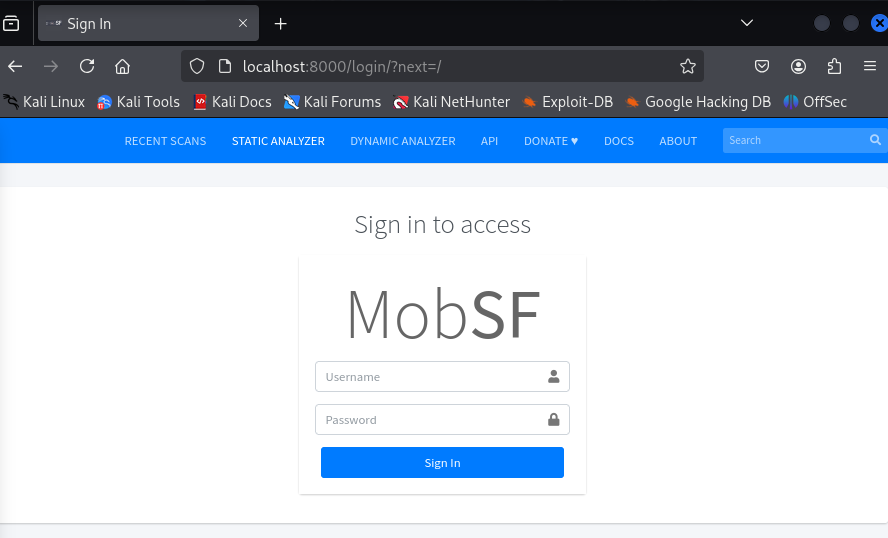 Sign In
localhost:8000/login/?next=/
Kali Linux Kali Tools Kali Docs Kali Forums Kali NetHunter Exploit-DB Google Hacking DB OffSec
RECENT SCANS STATIC ANALYZER DYNAMIC ANALYZER API DONATE ♥ DOCS ABOUT Search
Sign in to access
MobSF
Username
Password
Sign In